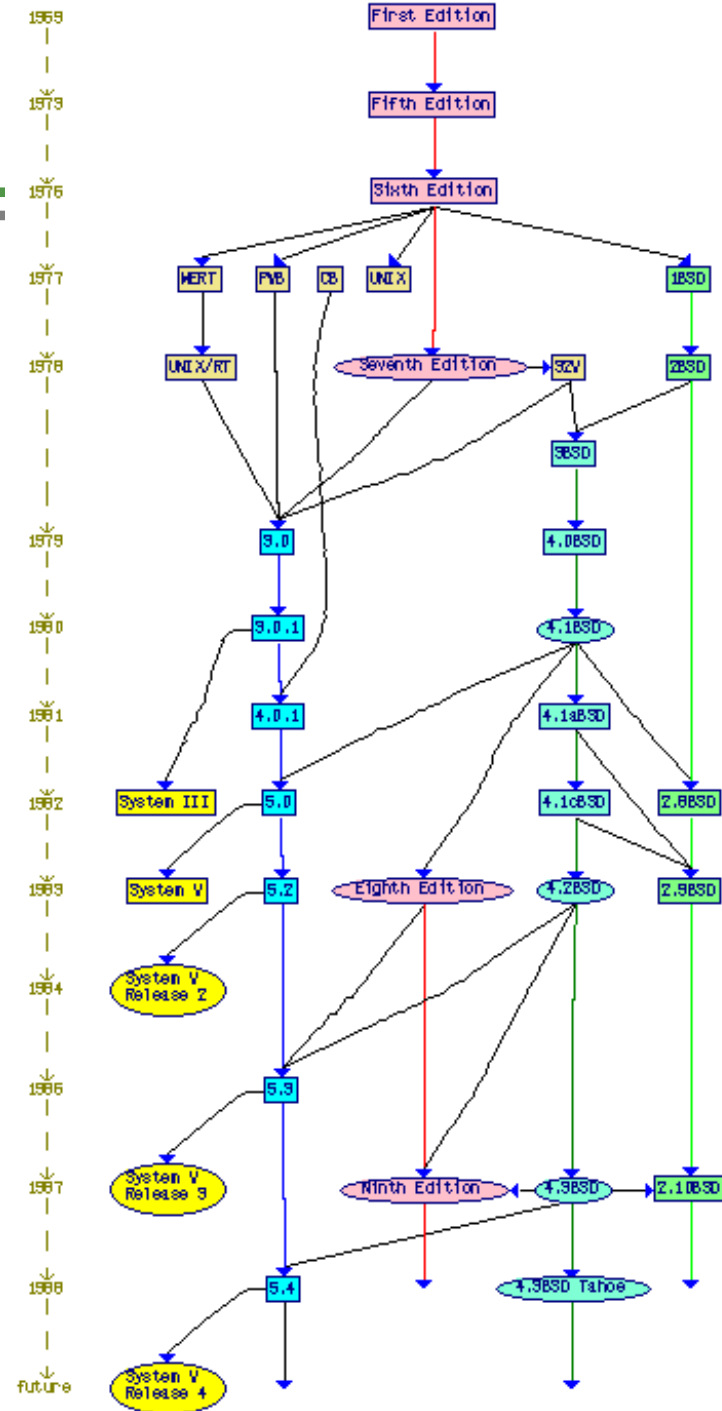 1969
First Edition
1973
Fifth Edition
1976
Sixth Edition
1977
MERT
PWB
CB
UNIX
1BSD
1978
UNIX/RT
Seventh Edition
32V
2BSD
3BSD
1979
3.0
4.0BSD
1980
3.0.1
4.1BSD
1981
4.0.1
4.1aBSD
1982
System III
5.0
4.1cBSD
2.8BSD
1983
System V
5.2
Eighth Edition
4.2BSD
2.9BSD
1984
System V
Release 2
1986
5.3
1987
System V
Release 3
Ninth Edition
4.3BSD
2.10BSD
1988
5.4
4.3BSD Tahoe
future
System V
Release 4